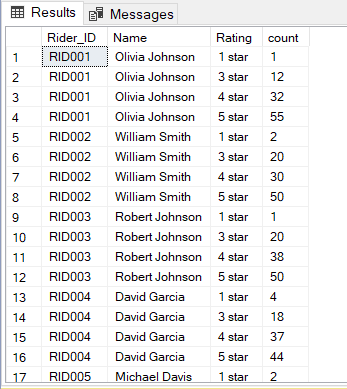 Results Messages
Rider_ID Name Rating count
1 RID001 Olivia Johnson 1 star 1
2 RID001 Olivia Johnson 3 star 12
3 RID001 Olivia Johnson 4 star 32
4 RID001 Olivia Johnson 5 star 55
5 RID002 William Smith 1 star 2
6 RID002 William Smith 3 star 20
7 RID002 William Smith 4 star 30
8 RID002 William Smith 5 star 50
9 RID003 Robert Johnson 1 star 1
10 RID003 Robert Johnson 3 star 20
11 RID003 Robert Johnson 4 star 38
12 RID003 Robert Johnson 5 star 50
13 RID004 David Garcia 1 star 4
14 RID004 David Garcia 3 star 18
15 RID004 David Garcia 4 star 37
16 RID004 David Garcia 5 star 44
17 RID005 Michael Davis 1 star 2